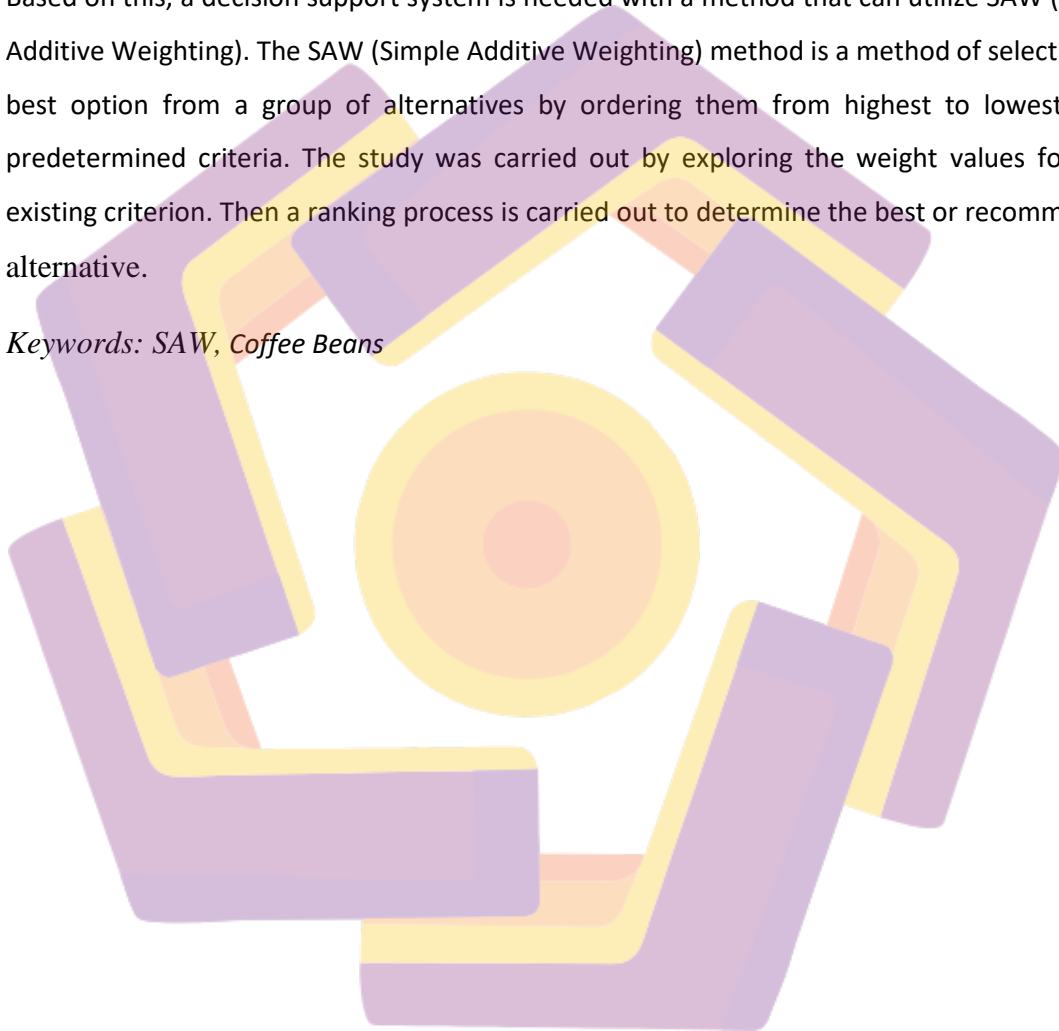 Based on this, a decision support system is needed with a method that can utilize SAW (
Additive Weighting). The SAW (Simple Additive Weighting) method is a method of select
best option from a group of alternatives by ordering them from highest to lowest
predetermined criteria. The study was carried out by exploring the weight values fo
existing criterion. Then a ranking process is carried out to determine the best or recomm
alternative.
Keywords: SAW, Coffee Beans